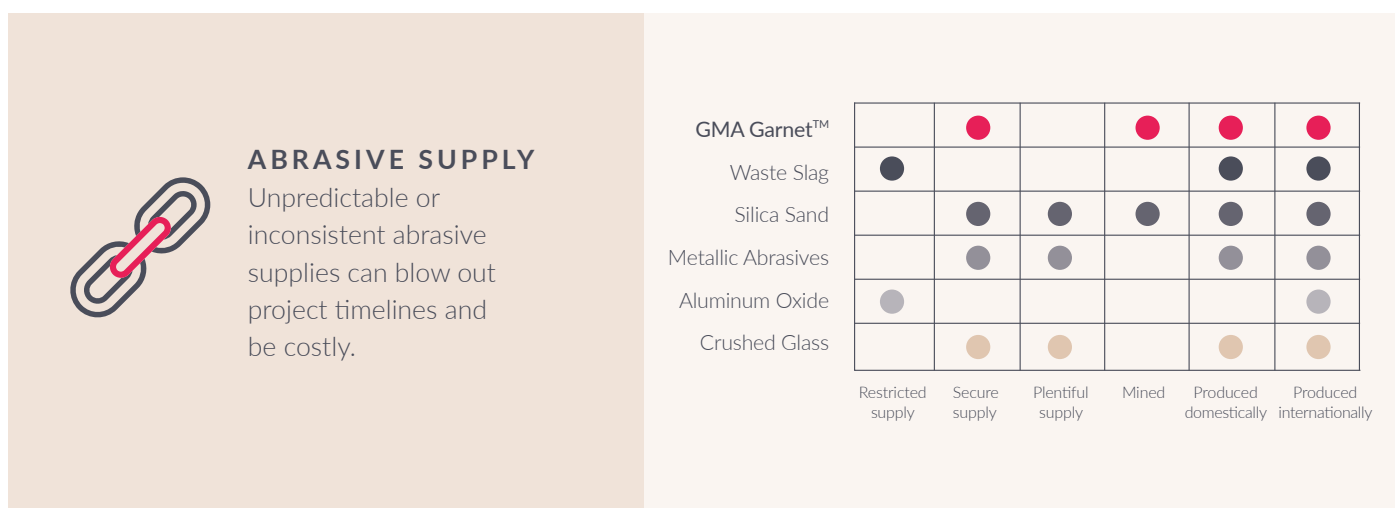 ABRASIVE SUPPLY
Unpredictable or
inconsistent abrasive
supplies can blow out
project timelines and
be costly.
GMA Garnet™
Waste Slag
Silica Sand
Metallic Abrasives
Aluminum Oxide
Crushed Glass
Restricted
supply
Secure
supply
Plentiful
supply
Mined
Produced
domestically
Produced
internationally